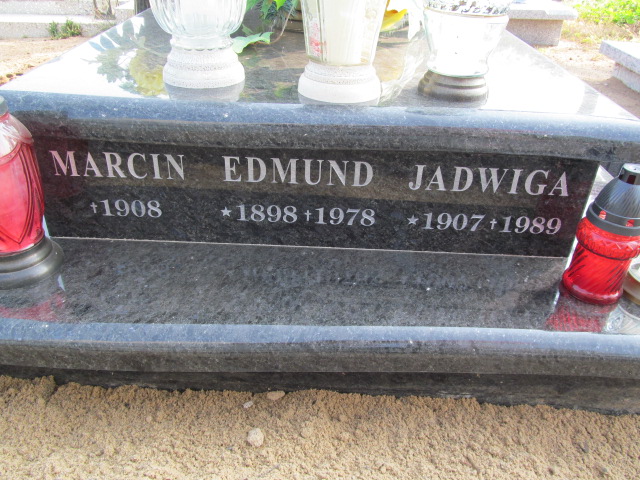 MARCIN EDMUND JADWIGA
†1908 ★1898 †1978 ★1907 †1989